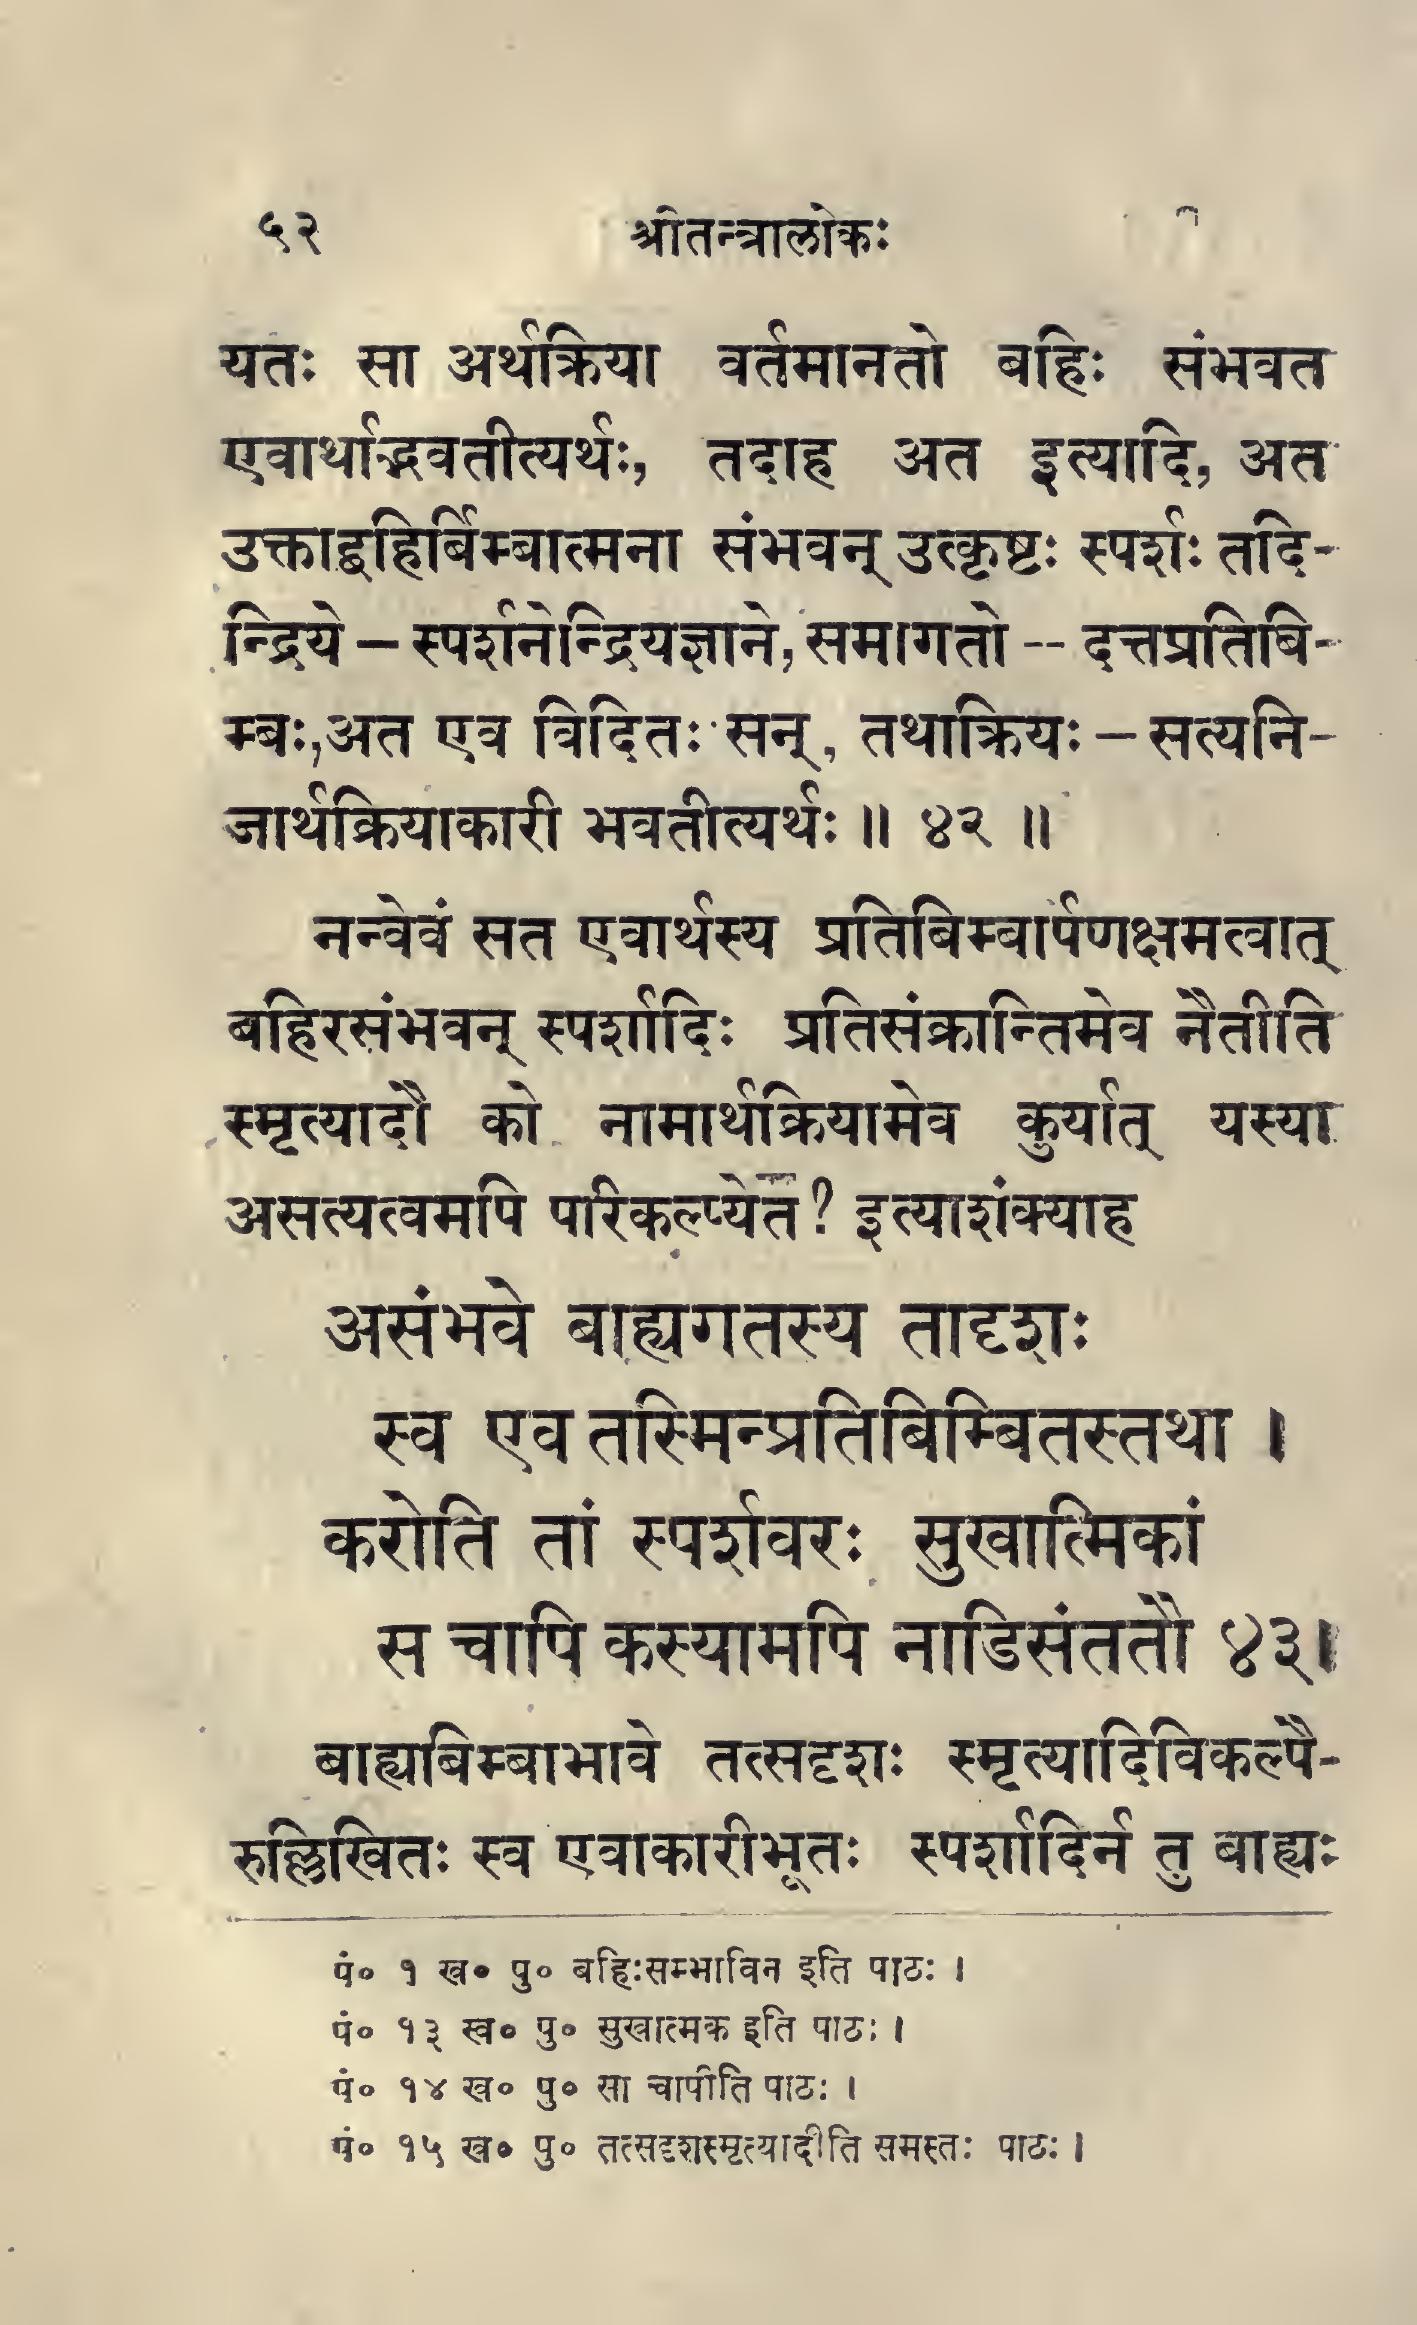 ५२ श्रीतन्त्रालोकः
यतः सा अर्थक्रिया वर्तमानतो बहिः संभवत
एवार्थाद्भवतीत्यर्थः, तदाह अत इत्यादि, अत
उक्ताद्बहिर्बिम्बात्मना संभवन् उत्कृष्टः स्पर्शः तदि-
न्द्रिये – स्पर्शनेन्द्रियज्ञाने, समागतो -- दत्तप्रतिबि-
म्बः, अत एव विदितः सन्, तथाक्रियः – सत्यनि-
जार्थक्रियाकारी भवतीत्यर्थः ॥ ४२ ॥
नन्वेवं सत एवार्थस्य प्रतिबिम्बार्पणक्षमत्वात्
बहिरसंभवन् स्पर्शादिः प्रतिसंक्रान्तिमेव नैतीति
स्मृत्यादौ को नामार्थक्रियामेव कुर्यात् यस्या
असत्यत्वमपि परिकल्प्येत ? इत्याशंक्याह
असंभवे बाह्यगतस्य तादृशः
स्व एव तस्मिन्प्रतिबिम्बितस्तथा ।
करोति तां स्पर्शवरः सुखात्मिकां
स चापि कस्यामपि नाडिसंततौ ४३।
बाह्यबिम्बाभावे तत्सदृशः स्मृत्यादिविकल्पै-
रुल्लिखितः स्व एवाकारीभूतः स्पर्शादिर्न तु बाह्यः
पं० १ ख० पु० बहिःसम्भाविन इति पाठः ।
पं० १३ ख० पु० सुखात्मक इति पाठः ।
पं० १४ ख० पु० सा चापीति पाठः ।
पं० १५ ख० पु० तत्सदृशस्मृत्यादीति समस्तः पाठः ।